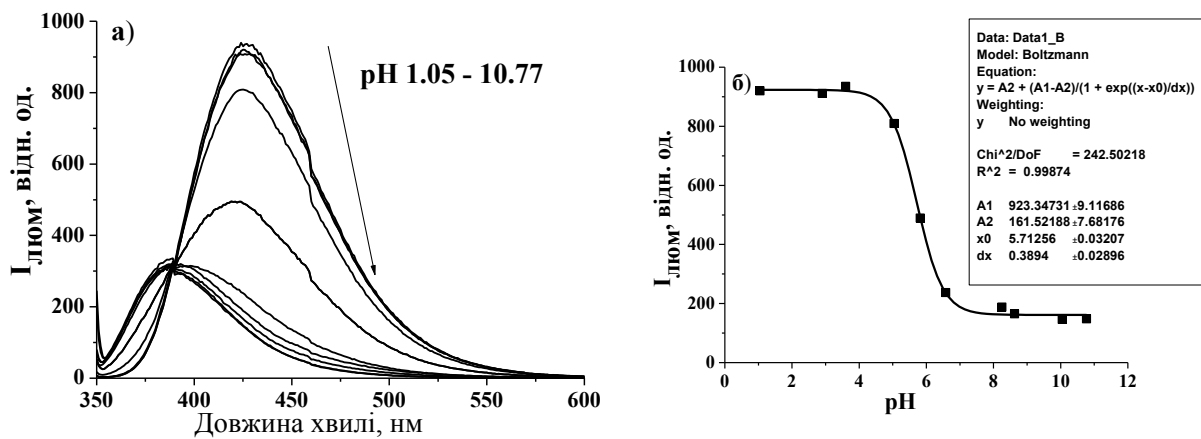 а)
1000
800
600
400
200
0
Iлюм, відн. од.
pH 1.05 - 10.77
350 400 450 500 550 600
Довжина хвилі, нм
б)
1000
800
600
400
200
0
Iлюм, відн. од.
0 2 4 6 8 10 12
pH
Data: Data1_B
Model: Boltzmann
Equation:
y = A2 + (A1-A2)/(1 + exp((x-x0)/dx))
Weighting:
y No weighting
Chi^2/DoF = 242.50218
R^2 = 0.99874
A1 923.34731 ±9.11686
A2 161.52188 ±7.68176
x0 5.71256 ±0.03207
dx 0.3894 ±0.02896